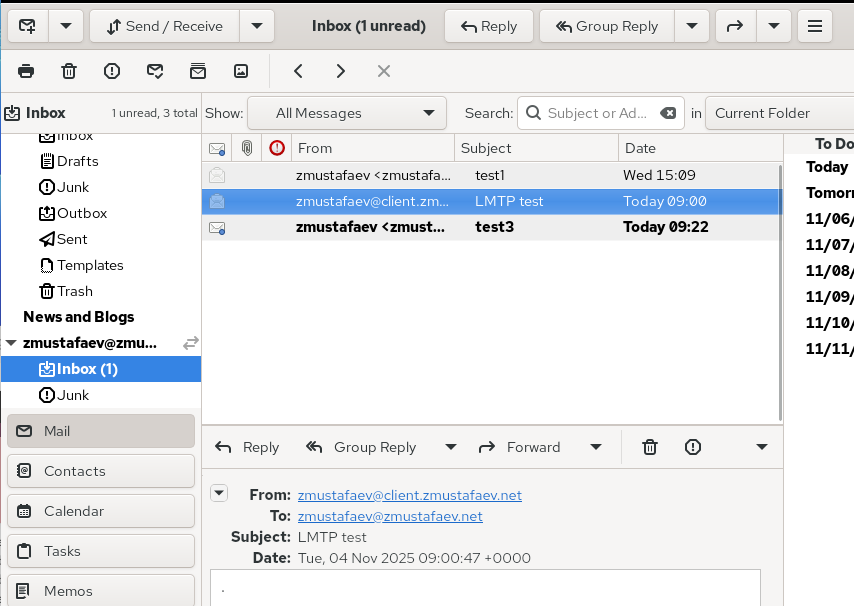 Send / Receive
Inbox (1 unread)
Reply
Group Reply
Inbox
1 unread, 3 total
Show:
All Messages
Search:
Subject or Ad...
in
Current Folder
Inbox
Drafts
Junk
Outbox
Sent
Templates
Trash
News and Blogs
zmustafaev@zmu...
Inbox (1)
Junk
Mail
Contacts
Calendar
Tasks
Memos
From Subject Date
zmustafaev <zmustafa... test1 Wed 15:09
zmustafaev@client.zm... LMTP test Today 09:00
zmustafaev <zmust... test3 Today 09:22
Reply
Group Reply
Forward
From: zmustafaev@client.zmustafaev.net
To: zmustafaev@zmustafaev.net
Subject: LMTP test
Date: Tue, 04 Nov 2025 09:00:47 +0000
.
To Do
Today
Tomorr
11/06/
11/07/
11/08/
11/09/
11/10/
11/11/